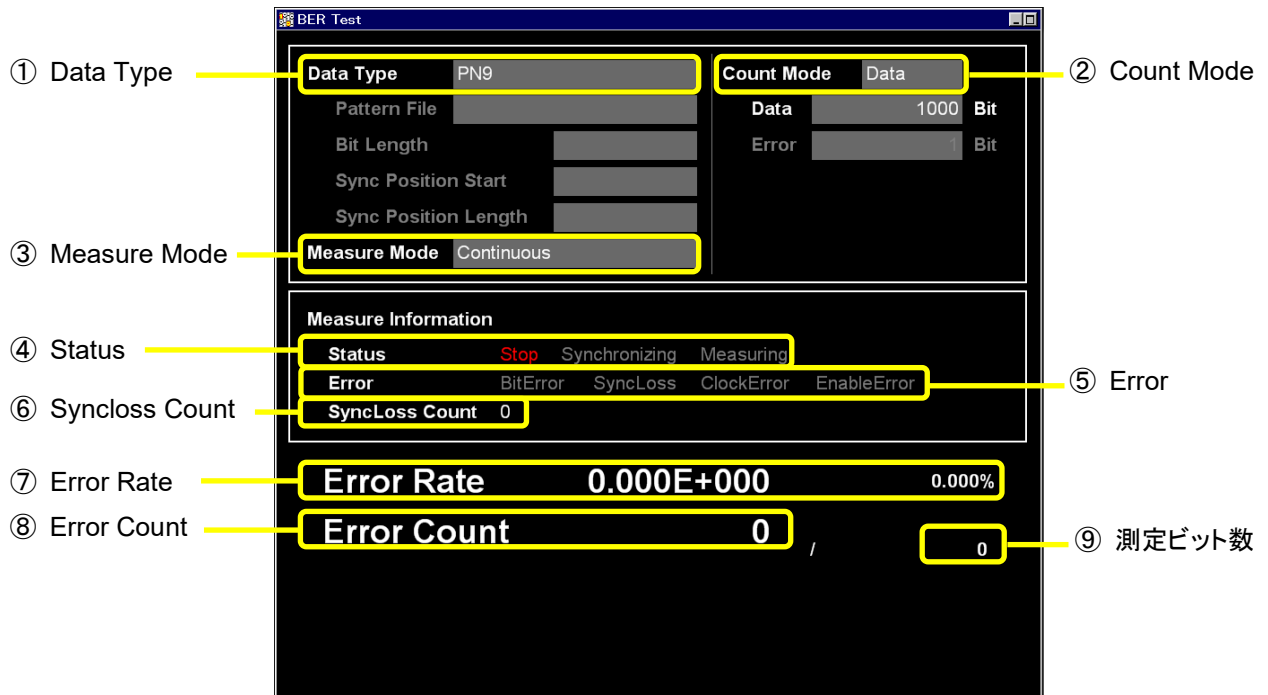 BER Test
① Data Type
Data Type PN9
Count Mode Data
② Count Mode
Pattern File
Data 1000 Bit
Bit Length
Error 1 Bit
Sync Position Start
Sync Position Length
③ Measure Mode
Measure Mode Continuous
Measure Information
④ Status
Status Stop Synchronizing Measuring
Error BitError SyncLoss ClockError EnableError
⑤ Error
⑥ Syncloss Count
SyncLoss Count 0
⑦ Error Rate
Error Rate 0.000E+000 0.000%
⑧ Error Count
Error Count 0 / 0
⑨ 測定ビット数